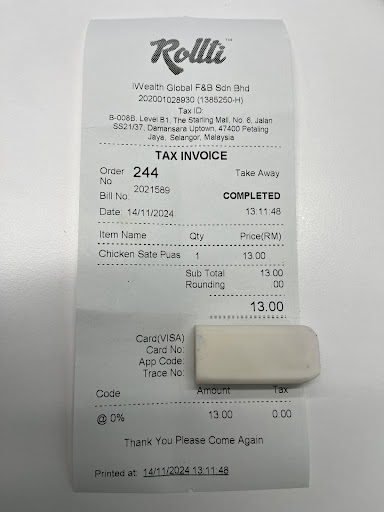 Rollti™
iWealth Global F&B Sdn Bhd
202001028930 (1385250-H)
Tax ID:
B-008B, Level B1, The Starling Mall, No. 6, Jalan
SS21/37, Damansara Uptown, 47400 Petaling
Jaya, Selangor, Malaysia
TAX INVOICE
Order No 244 Take Away
Bill No: 2021589 COMPLETED
Date: 14/11/2024 13:11:48
Item Name Qty Price(RM)
Chicken Sate Puas 1 13.00
Sub Total 13.00
Rounding .00
13.00
Card(VISA)
Card No:
App Code:
Trace No:
Code Amount Tax
@ 0% 13.00 0.00
Thank You Please Come Again
Printed at: 14/11/2024 13:11:48